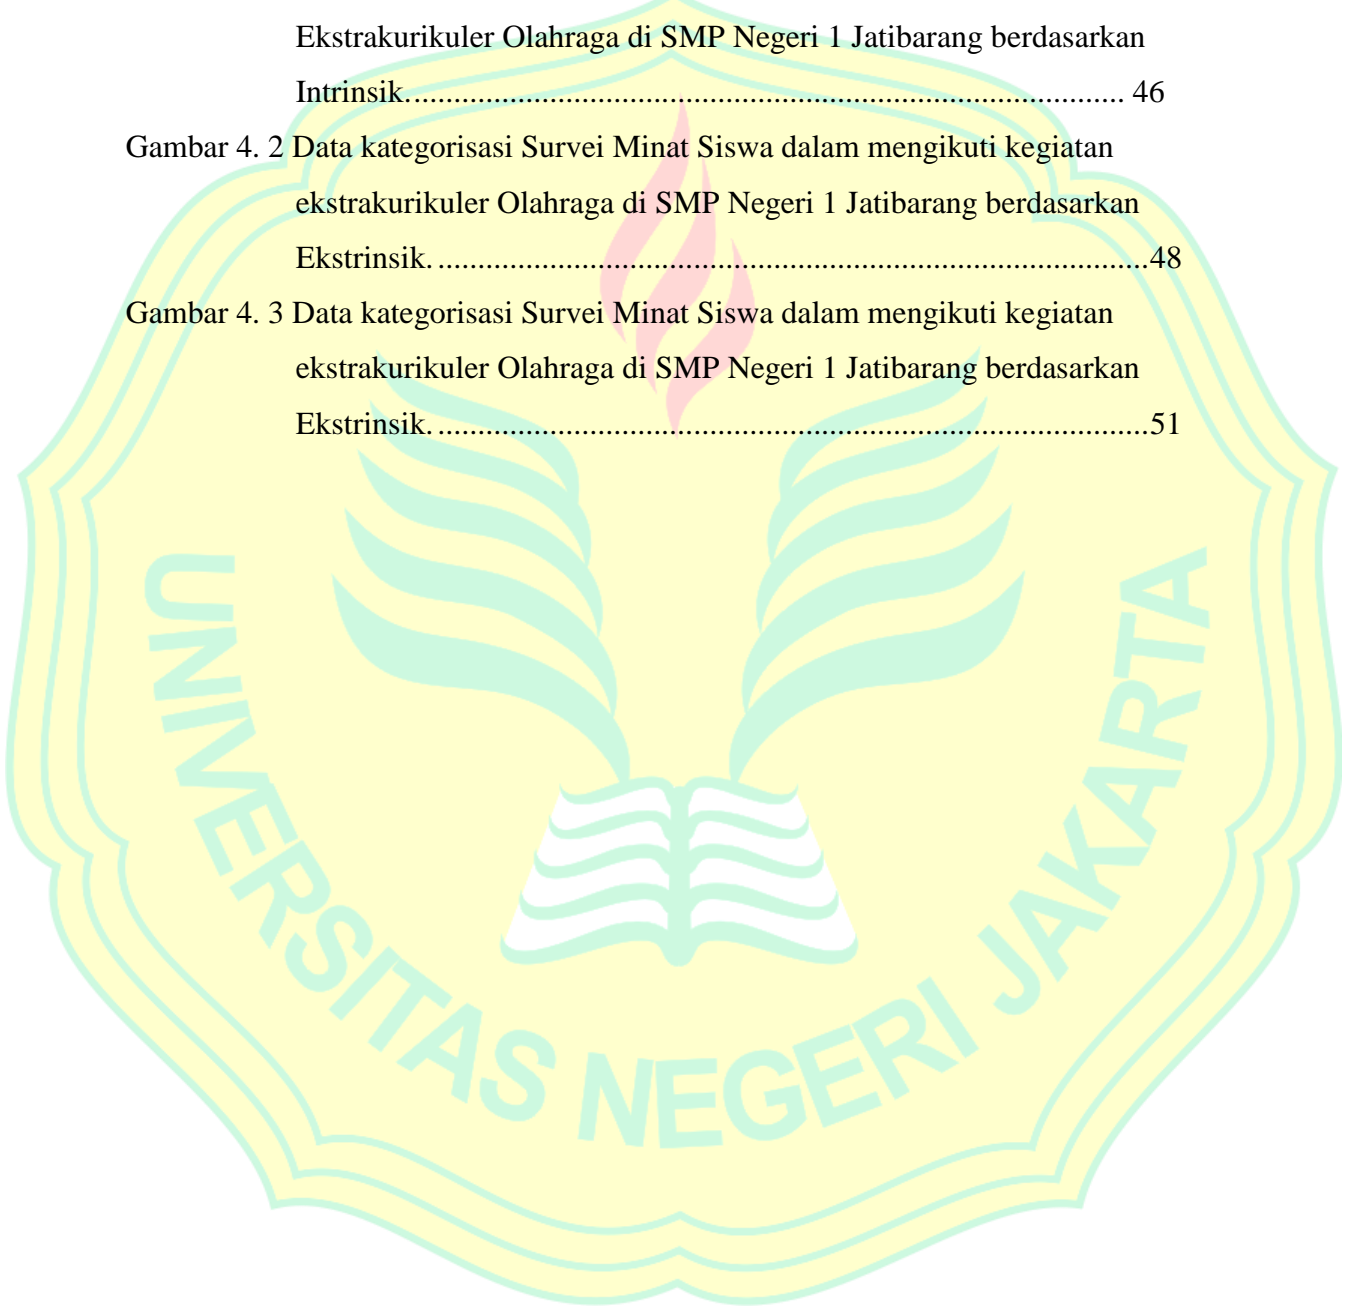 Ekstrakurikuler Olahraga di SMP Negeri 1 Jatibarang berdasarkan
Intrinsik......................................................................................... 46
Gambar 4. 2 Data kategorisasi Survei Minat Siswa dalam mengikuti kegiatan
ekstrakurikuler Olahraga di SMP Negeri 1 Jatibarang berdasarkan
Ekstrinsik. .........................................................................................48
Gambar 4. 3 Data kategorisasi Survei Minat Siswa dalam mengikuti kegiatan
ekstrakurikuler Olahraga di SMP Negeri 1 Jatibarang berdasarkan
Ekstrinsik. .........................................................................................51
UNIVERSITAS NEGERI JAKARTA